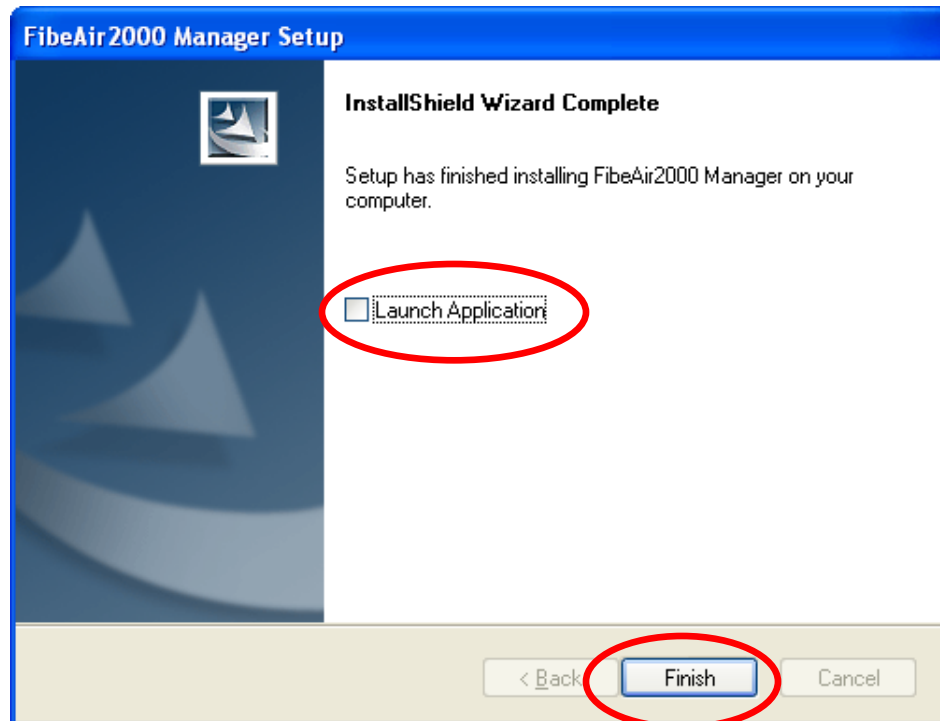 FibeAir2000 Manager Setup
InstallShield Wizard Complete
Setup has finished installing FibeAir2000 Manager on your
computer.
Launch Application
< Back
Finish
Cancel